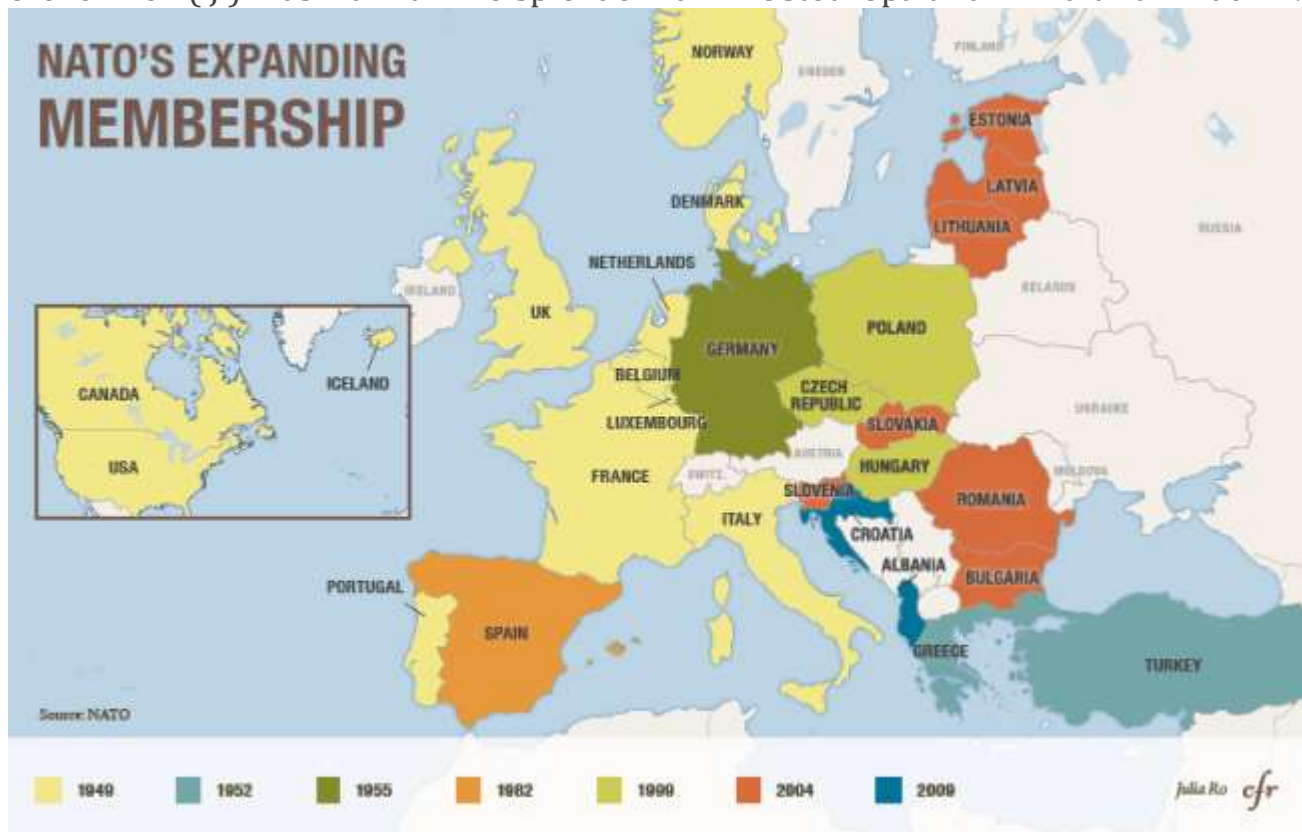 NATO'S EXPANDING
MEMBERSHIP
NORWAY
FINLAND
SWEDEN
ESTONIA
LATVIA
LITHUANIA
RUSSIA
DENMARK
NETHERLANDS
IRELAND
UK
BELARUS
POLAND
GERMANY
BELGIUM
CZECH
REPUBLIC
LUXEMBOURG
SLOVAKIA
UKRAINE
CANADA
ICELAND
USA
FRANCE
SWITZ.
AUSTRIA
HUNGARY
MOLDOVA
SLOVENIA
ROMANIA
ITALY
CROATIA
ALBANIA
BULGARIA
PORTUGAL
SPAIN
GREECE
TURKEY
Source: NATO
1949 1952 1955 1982 1999 2004 2009
Julia Ro cfr